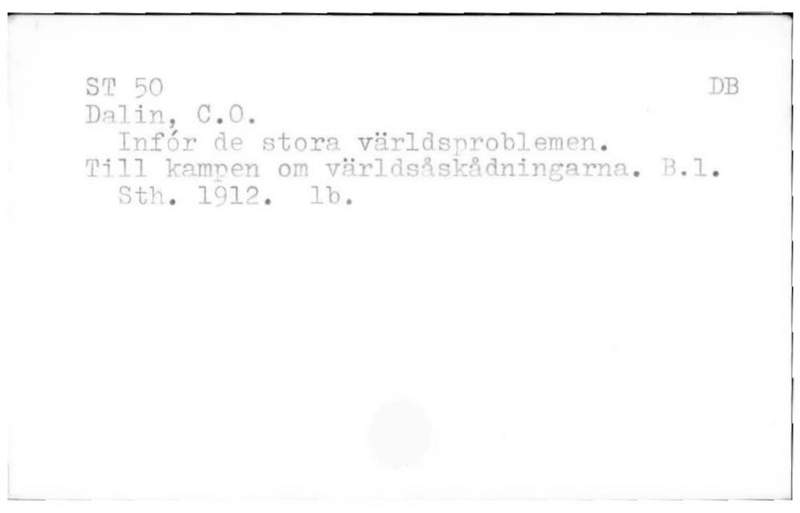 ST 50 DB
Dalin, C.O.
Infór de stora världsproblemen.
Till kampen om världsåskådningarna. B.1.
Sth. 1912. 1b.